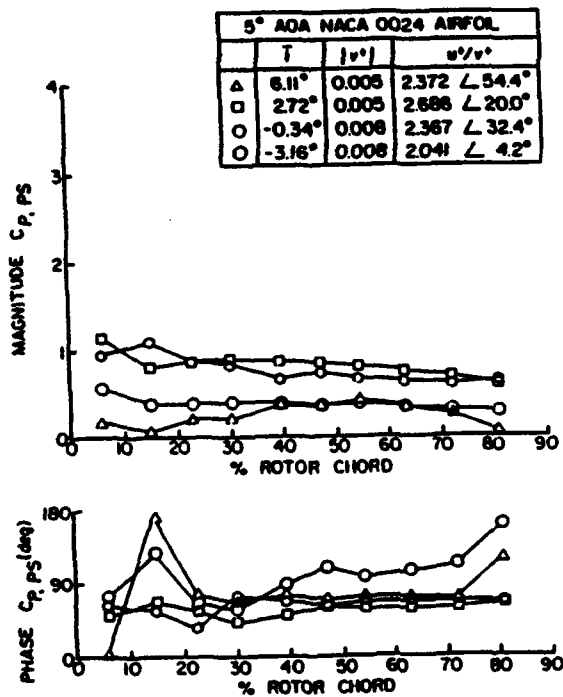 5° AOA NACA 0024 AIRFOIL
Ī |v⁺| u⁺/v⁺
△ 6.11° 0.005 2.372 ∠54.4°
□ 2.72° 0.005 2.686 ∠20.0°
○ -0.34° 0.008 2.367 ∠32.4°
○ -3.16° 0.008 2.041 ∠ 4.2°
MAGNITUDE C P, PS
4
3
2
1
0
0 10 20 30 40 50 60 70 80 90
% ROTOR CHORD
PHASE C P, PS (deg)
180
90
0
0 10 20 30 40 50 60 70 80 90
% ROTOR CHORD